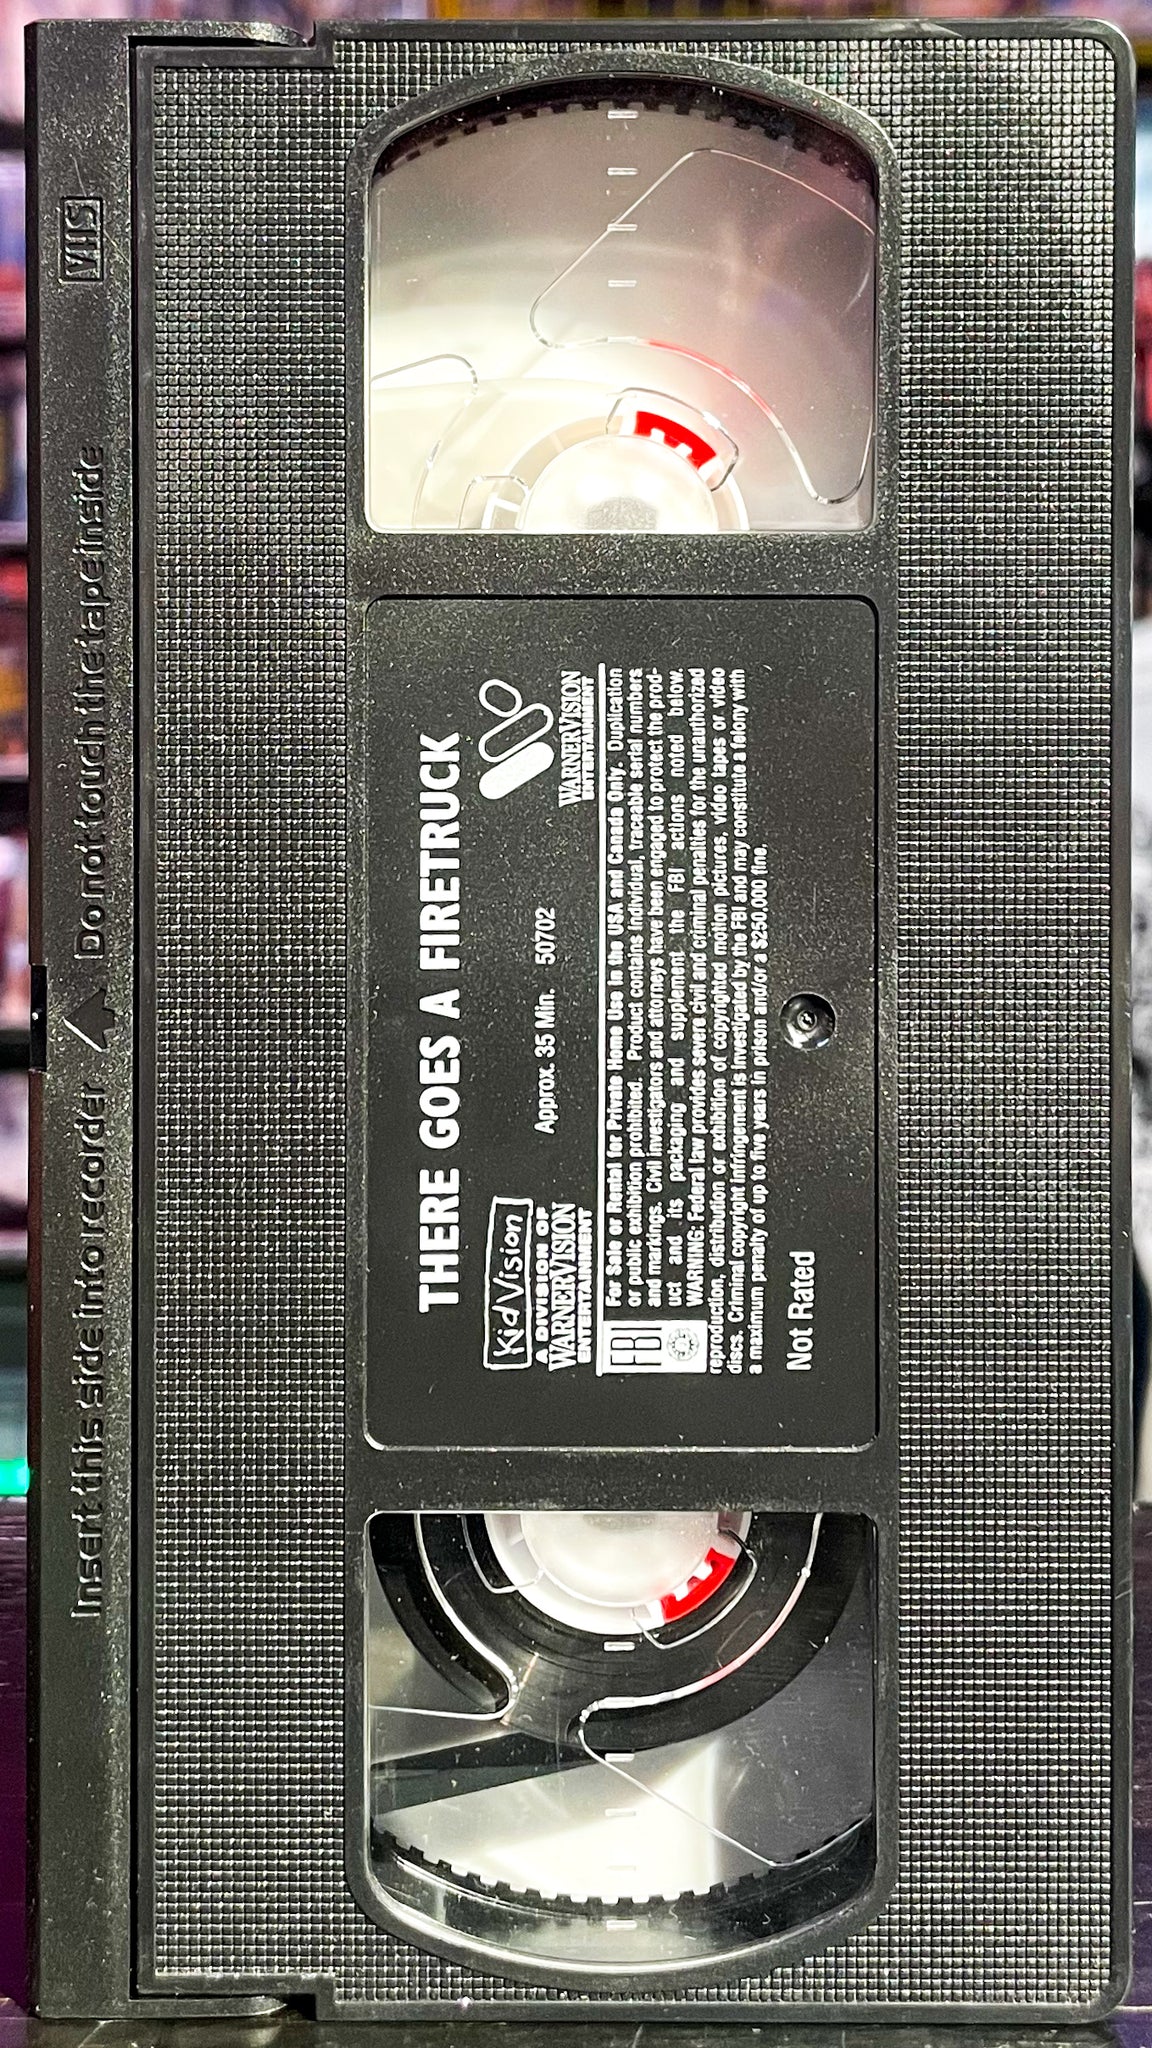 Insert this side into recorder
Do not touch the tape inside
VHS
THERE GOES A FIRETRUCK
KidVision
A DIVISION OF
WARNERVISION
ENTERTAINMENT
Approx. 35 Min. 50702
WARNERVISION
ENTERTAINMENT
FBI
For Sale or Rental for Private Home Use in the USA and Canada Only. Duplication
or public exhibition prohibited. Product contains individual, traceable serial numbers
and markings. Civil investigators and attorneys have been engaged to protect the prod-
uct and its packaging and supplement the FBI actions noted below.
WARNING: Federal law provides severe civil and criminal penalties for the unauthorized
reproduction, distribution or exhibition of copyrighted motion pictures, video tapes or video
discs. Criminal copyright infringement is investigated by the FBI and may constitute a felony with
a maximum penalty of up to five years in prison and/or a $250,000 fine.
Not Rated